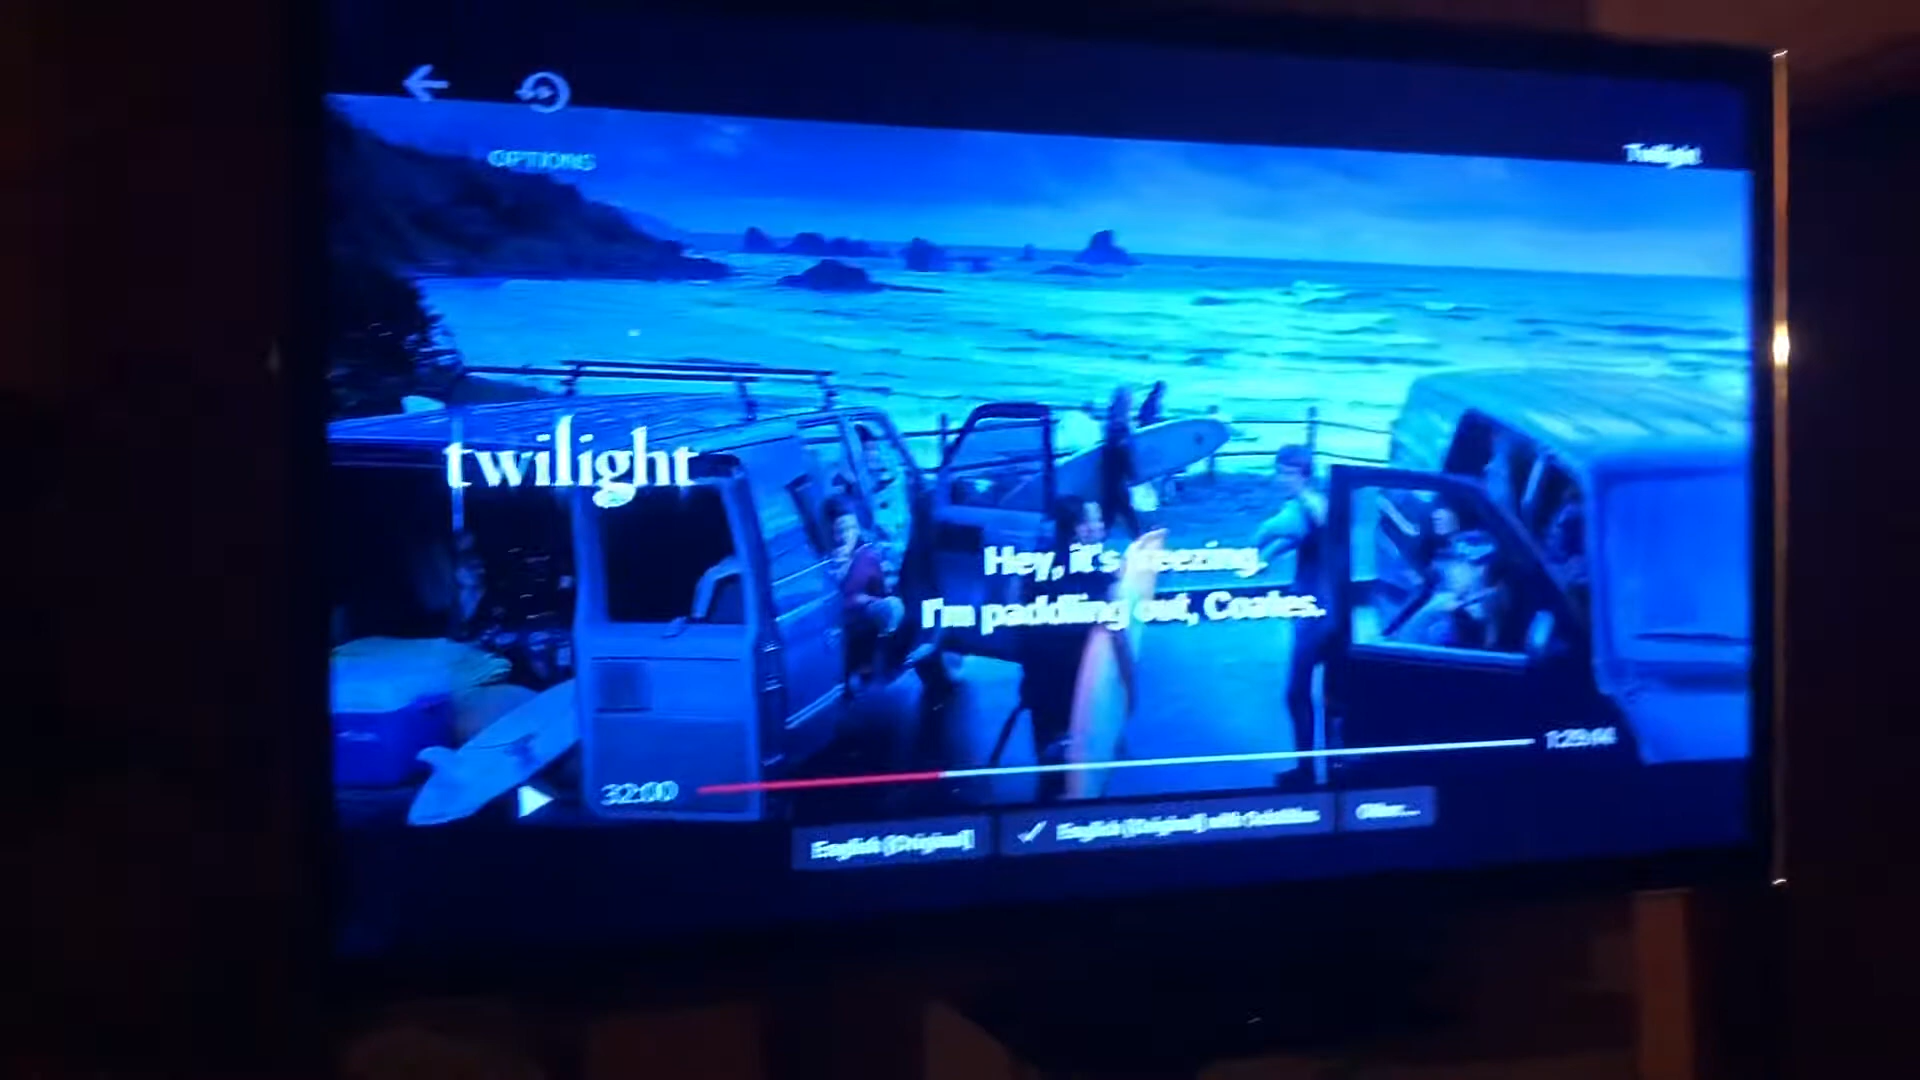 OPTIONS
Twilight
twilight
Hey, it's freezing.
I'm paddling out, Coates.
32:00
1:29:44
English [Original]
English [Original] with Subtitles
Other...